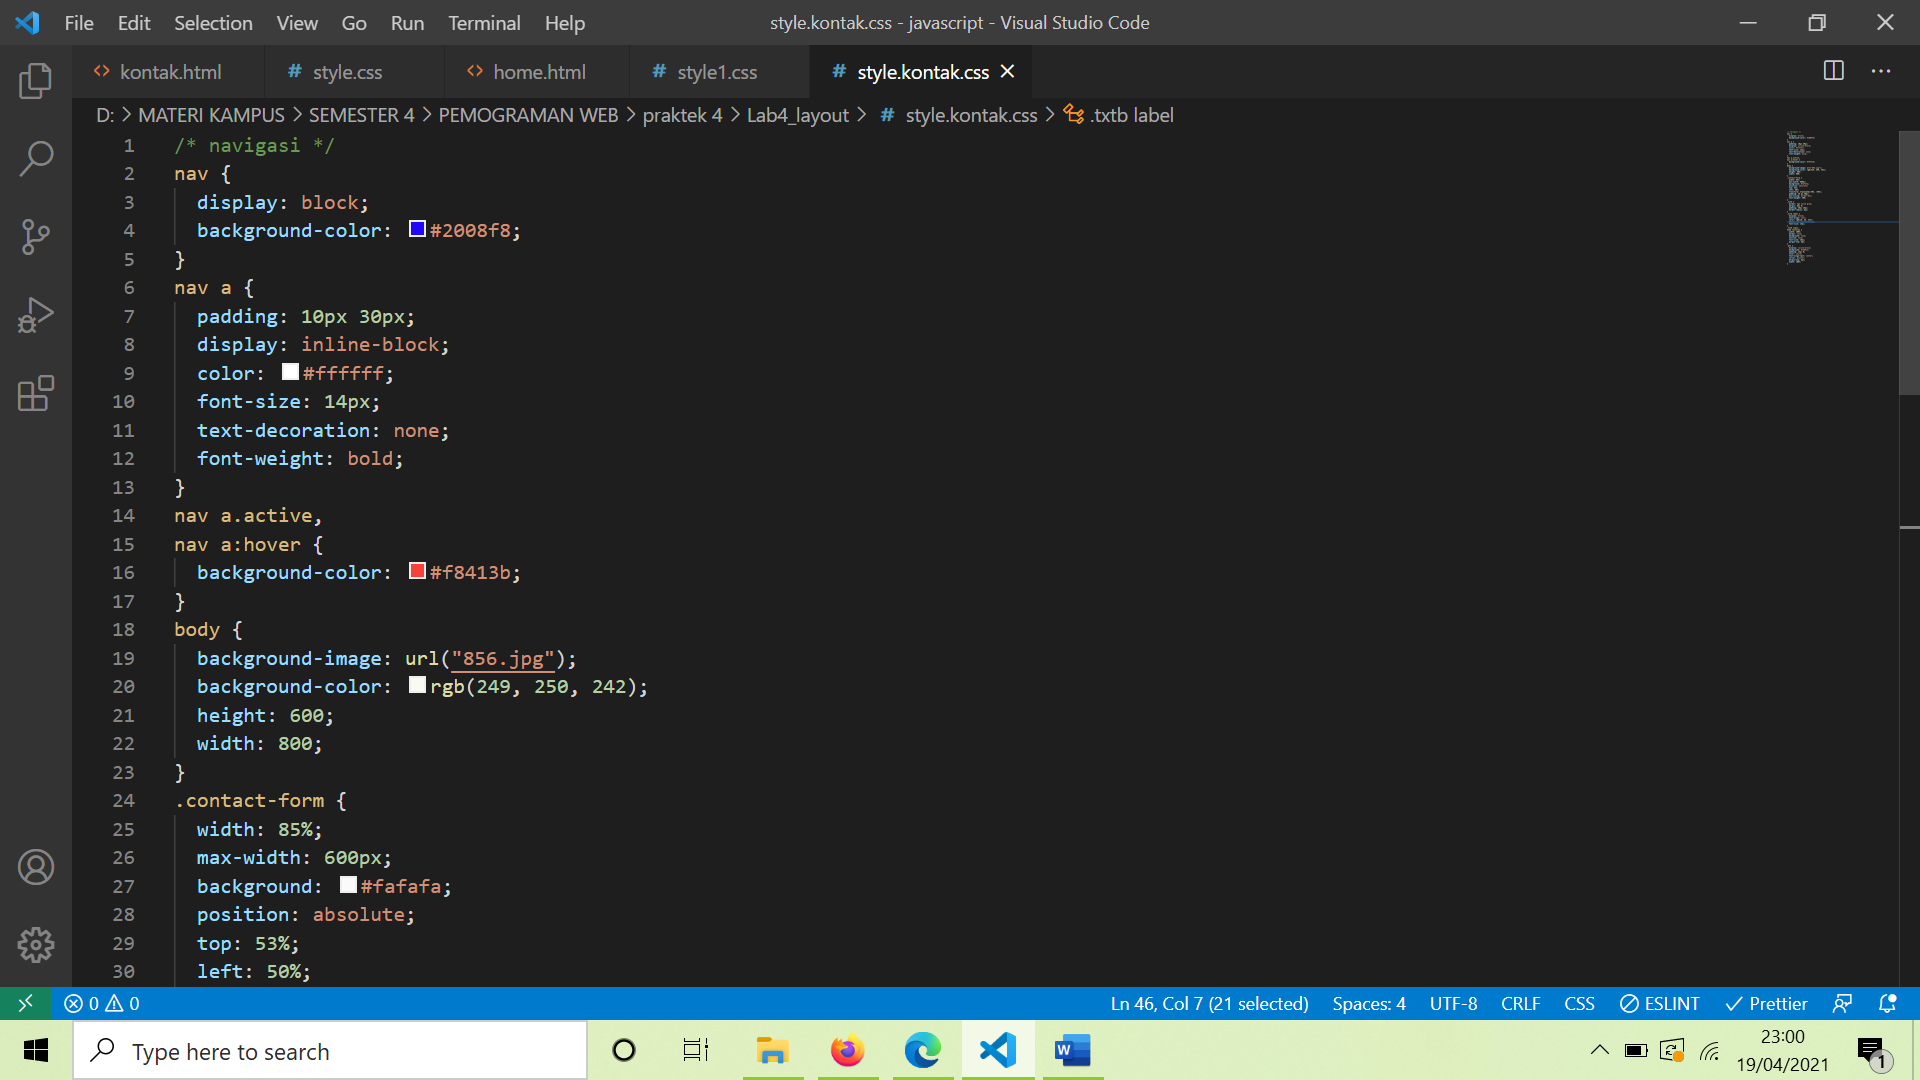 File Edit Selection View Go Run Terminal Help style.kontak.css - javascript - Visual Studio Code
kontak.html # style.css home.html # style1.css # style.kontak.css
D: > MATERI KAMPUS > SEMESTER 4 > PEMOGRAMAN WEB > praktek 4 > Lab4_layout > # style.kontak.css > .txtb label
1 /* navigasi */
2 nav {
3 display: block;
4 background-color: #2008f8;
5 }
6 nav a {
7 padding: 10px 30px;
8 display: inline-block;
9 color: #ffffff;
10 font-size: 14px;
11 text-decoration: none;
12 font-weight: bold;
13 }
14 nav a.active,
15 nav a:hover {
16 background-color: #f8413b;
17 }
18 body {
19 background-image: url("856.jpg");
20 background-color: rgb(249, 250, 242);
21 height: 600;
22 width: 800;
23 }
24 .contact-form {
25 width: 85%;
26 max-width: 600px;
27 background: #fafafa;
28 position: absolute;
29 top: 53%;
30 left: 50%;
0 0 Ln 46, Col 7 (21 selected) Spaces: 4 UTF-8 CRLF CSS ESLINT Prettier
Type here to search
23:00
19/04/2021
1